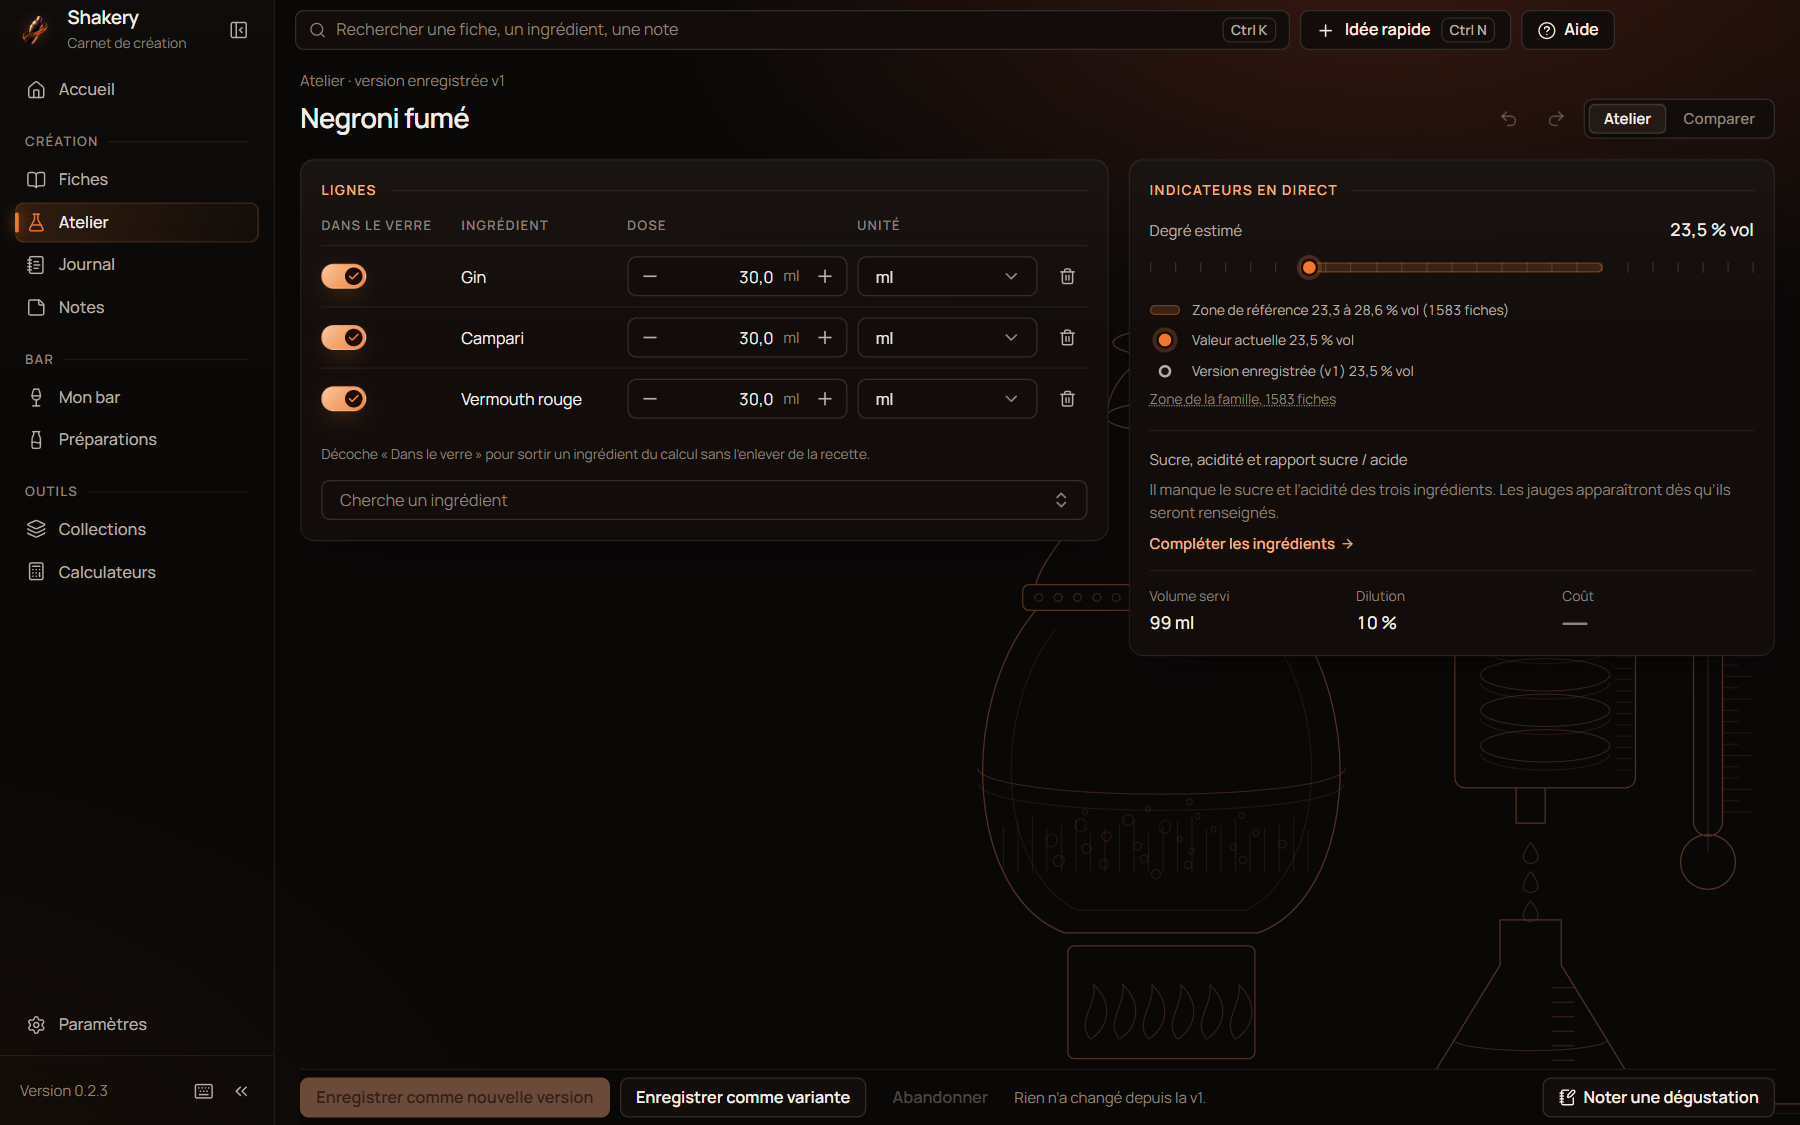 Shakery
Carnet de création
Rechercher une fiche, un ingrédient, une note
Ctrl K
Idée rapide
Ctrl N
Aide
Accueil
CRÉATION
Fiches
Atelier
Journal
Notes
BAR
Mon bar
Préparations
OUTILS
Collections
Calculateurs
Paramètres
Version 0.2.3
Atelier · version enregistrée v1
Negroni fumé
Atelier
Comparer
LIGNES
DANS LE VERRE INGRÉDIENT DOSE UNITÉ
Gin 30,0 ml ml
Campari 30,0 ml ml
Vermouth rouge 30,0 ml ml
Décoche « Dans le verre » pour sortir un ingrédient du calcul sans l'enlever de la recette.
Cherche un ingrédient
INDICATEURS EN DIRECT
Degré estimé 23,5 % vol
Zone de référence 23,3 à 28,6 % vol (1 583 fiches)
Valeur actuelle 23,5 % vol
Version enregistrée (v1) 23,5 % vol
Zone de la famille, 1583 fiches
Sucre, acidité et rapport sucre / acide
Il manque le sucre et l'acidité des trois ingrédients. Les jauges apparaîtront dès qu'ils
seront renseignés.
Compléter les ingrédients →
Volume servi Dilution Coût
99 ml 10 % —
Enregistrer comme nouvelle version
Enregistrer comme variante
Abandonner
Rien n'a changé depuis la v1.
Noter une dégustation